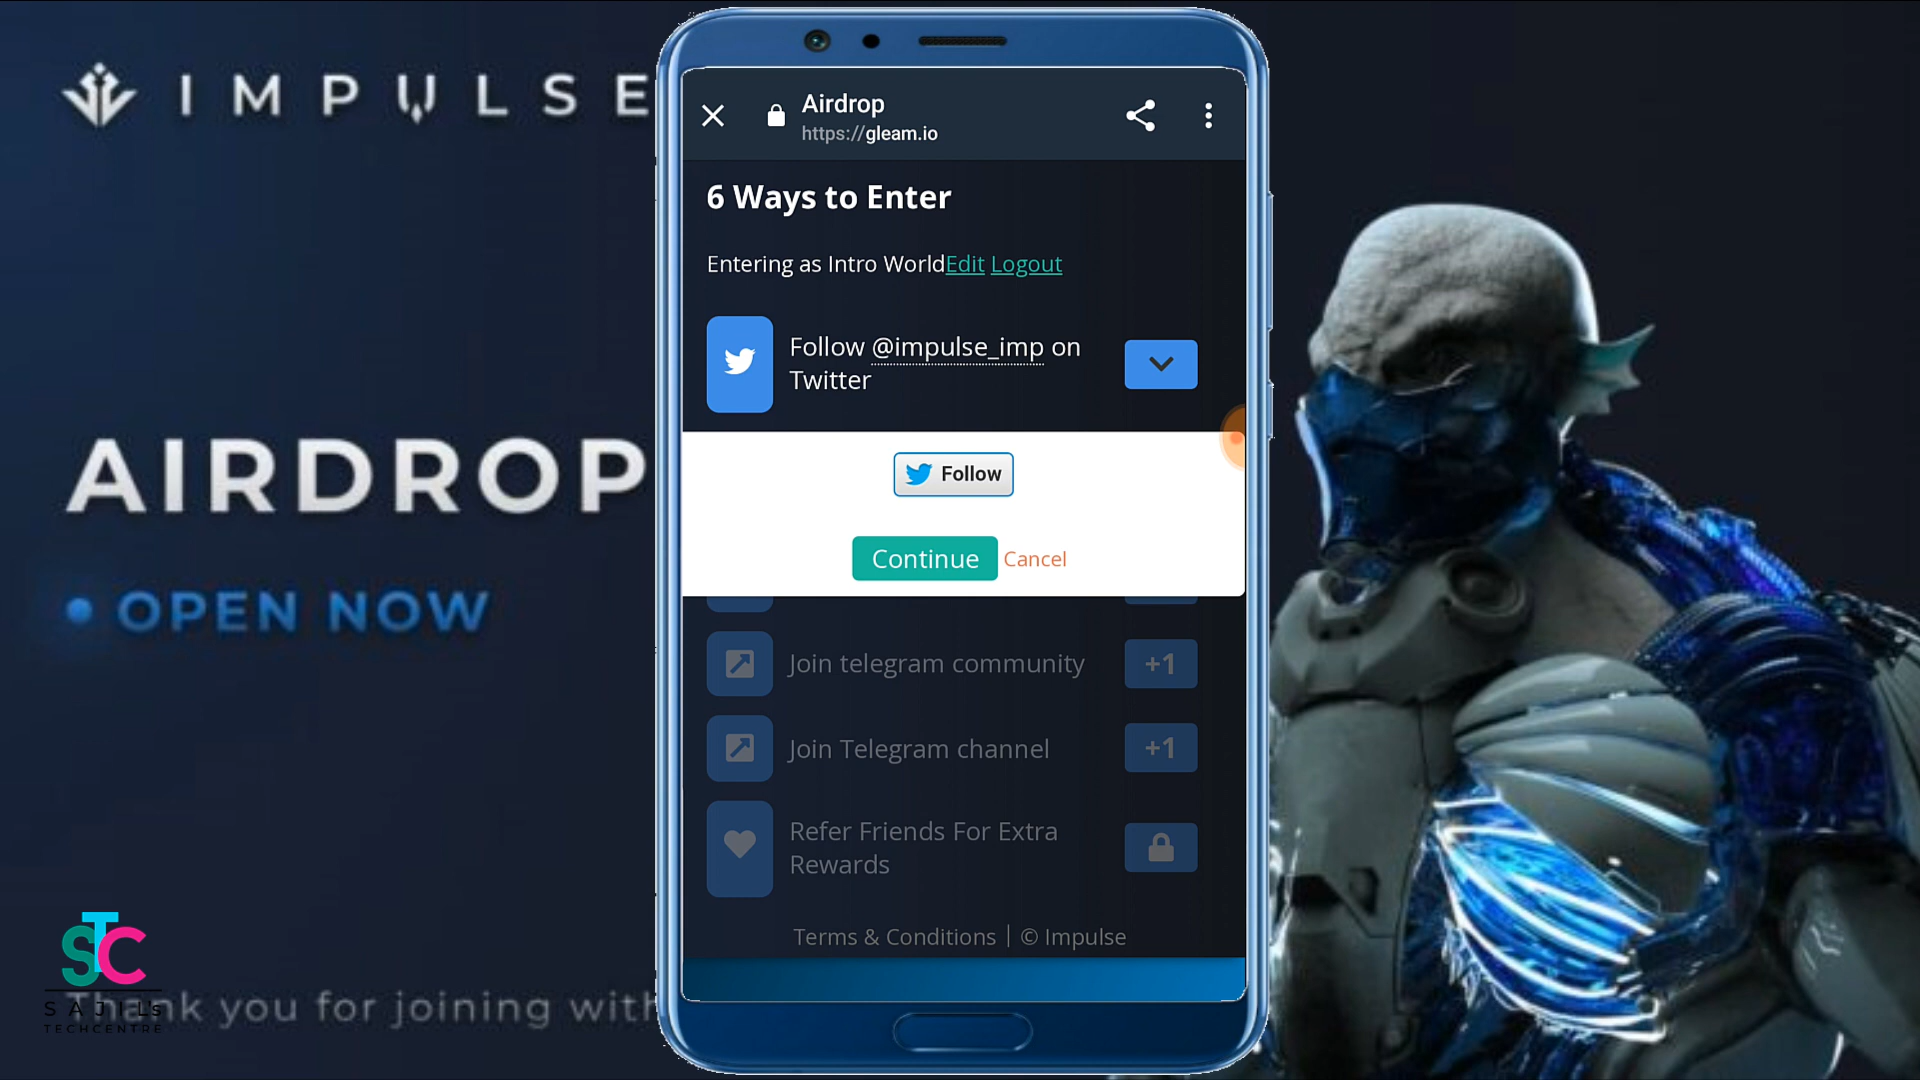 IMPULSE
AIRDROP
OPEN NOW
Thank you for joining with
STC
SAJIL's
TECHCENTRE
Airdrop
https://gleam.io
6 Ways to Enter
Entering as Intro WorldEdit Logout
Follow @impulse_imp on
Twitter
Follow
Continue Cancel
Join telegram community +1
Join Telegram channel +1
Refer Friends For Extra
Rewards
Terms & Conditions | © Impulse